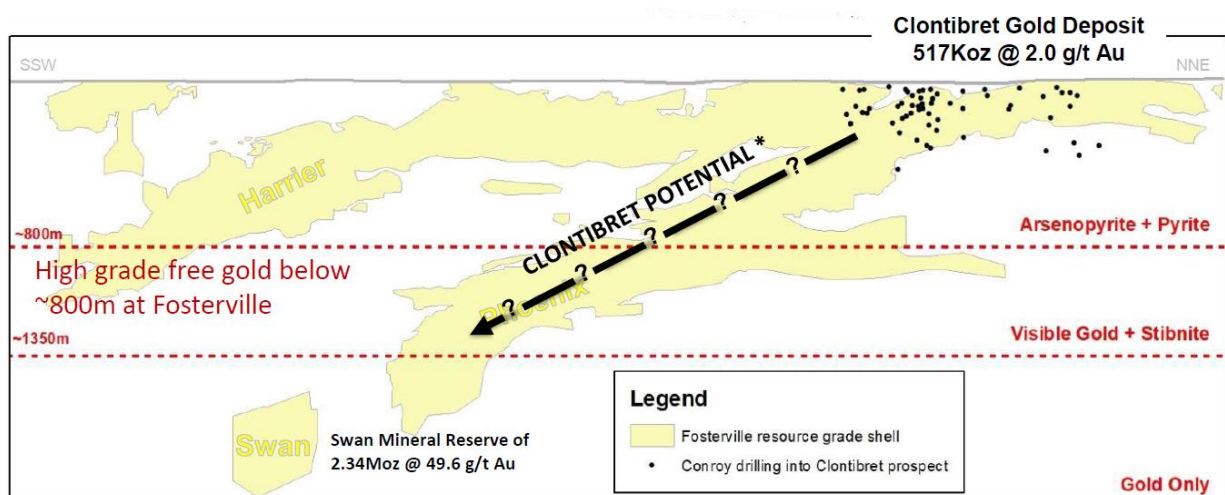 Clontibret Gold Deposit
517Koz @ 2.0 g/t Au
SSW
NNE
Harrier
CLONTIBRET POTENTIAL *
?
?
?
?
?
Arsenopyrite + Pyrite
~800m
High grade free gold below
~800m at Fosterville
Phoenix
Visible Gold + Stibnite
~1350m
Legend
Fosterville resource grade shell
Conroy drilling into Clontibret prospect
Swan
Swan Mineral Reserve of
2.34Moz @ 49.6 g/t Au
Gold Only